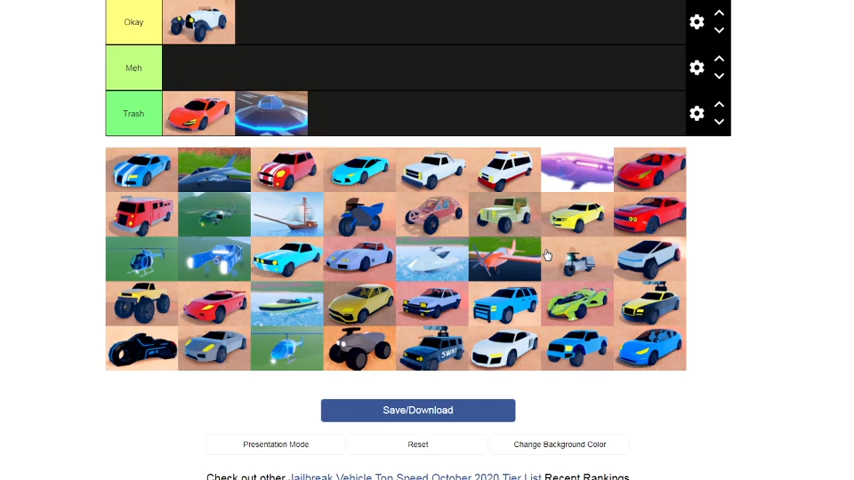 Okay
Meh
Trash
SWAT
Save/Download
Presentation Mode
Reset
Change Background Color
Check out other Jailbreak Vehicle Top Speed October 2020 Tier List Recent Rankings